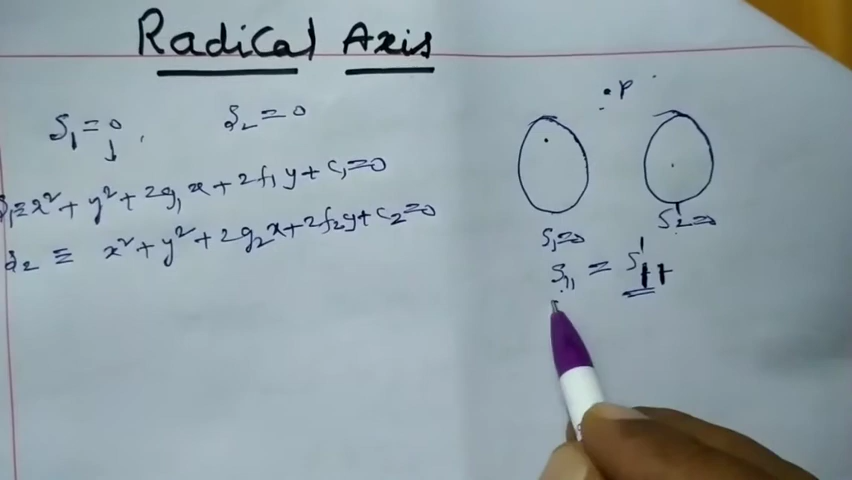 Radical Axis
S₁ = 0 , S₂ = 0
S₁ ≡ x² + y² + 2g₁x + 2f₁y + c₁ = 0
S₂ ≡ x² + y² + 2g₂x + 2f₂y + c₂ = 0
P
S₁=0
S₂=0
S₁₁ = S'₁₁